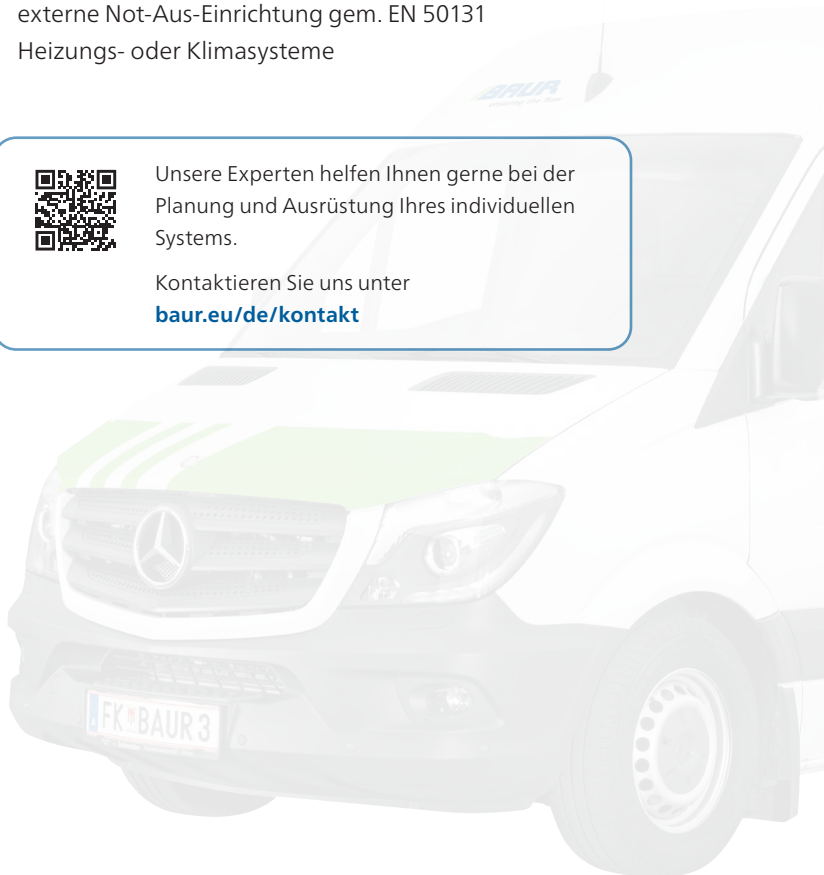 externe Not-Aus-Einrichtung gem. EN 50131
Heizungs- oder Klimasysteme
BAUR
Unsere Experten helfen Ihnen gerne bei der
Planung und Ausrüstung Ihres individuellen
Systems.
Kontaktieren Sie uns unter
baur.eu/de/kontakt
FK BAUR 3